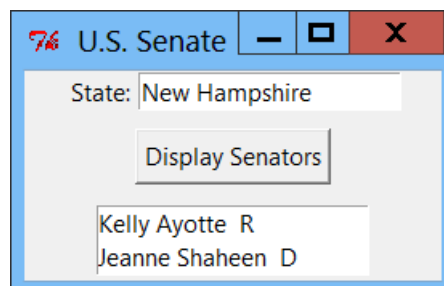 U.S. Senate
State: New Hampshire
Display Senators
Kelly Ayotte R
Jeanne Shaheen D